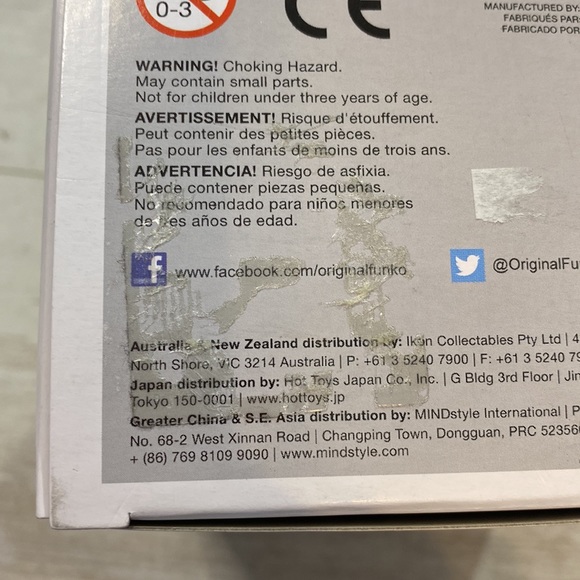 0-3
CE
MANUFACTURED BY:
FABRIQUÉS PAR:
FABRICADO POR
WARNING! Choking Hazard.
May contain small parts.
Not for children under three years of age.
AVERTISSEMENT! Risque d'étouffement.
Peut contenir des petites pièces.
Pas pour les enfants de moins de trois ans.
ADVERTENCIA! Riesgo de asfixia.
Puede contener piezas pequeñas.
No recomendado para niños menores
de tres años de edad.
f www.facebook.com/originalfunko
@OriginalFu
Australia & New Zealand distribution by: Ikon Collectables Pty Ltd | 4
North Shore, VIC 3214 Australia | P: +61 3 5240 7900 | F: +61 3 5240 79
Japan distribution by: Hot Toys Japan Co., Inc. | G Bldg 3rd Floor | Jin
Tokyo 150-0001 | www.hottoys.jp
Greater China & S.E. Asia distribution by: MINDstyle International | P
No. 68-2 West Xinnan Road | Changping Town, Dongguan, PRC 52356
+ (86) 769 8109 9090 | www.mindstyle.com